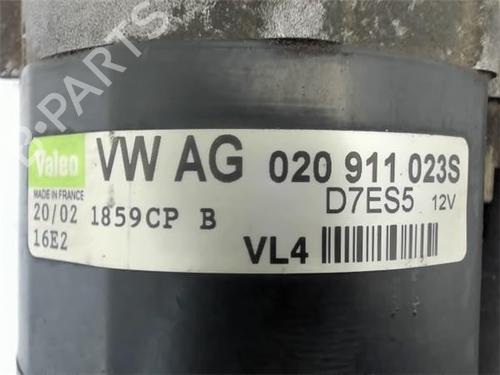 B-PARTS
Valeo VW AG 020 911 023S
MADE IN FRANCE D7ES5 12V
20/02 1859CP B
16E2 VL4